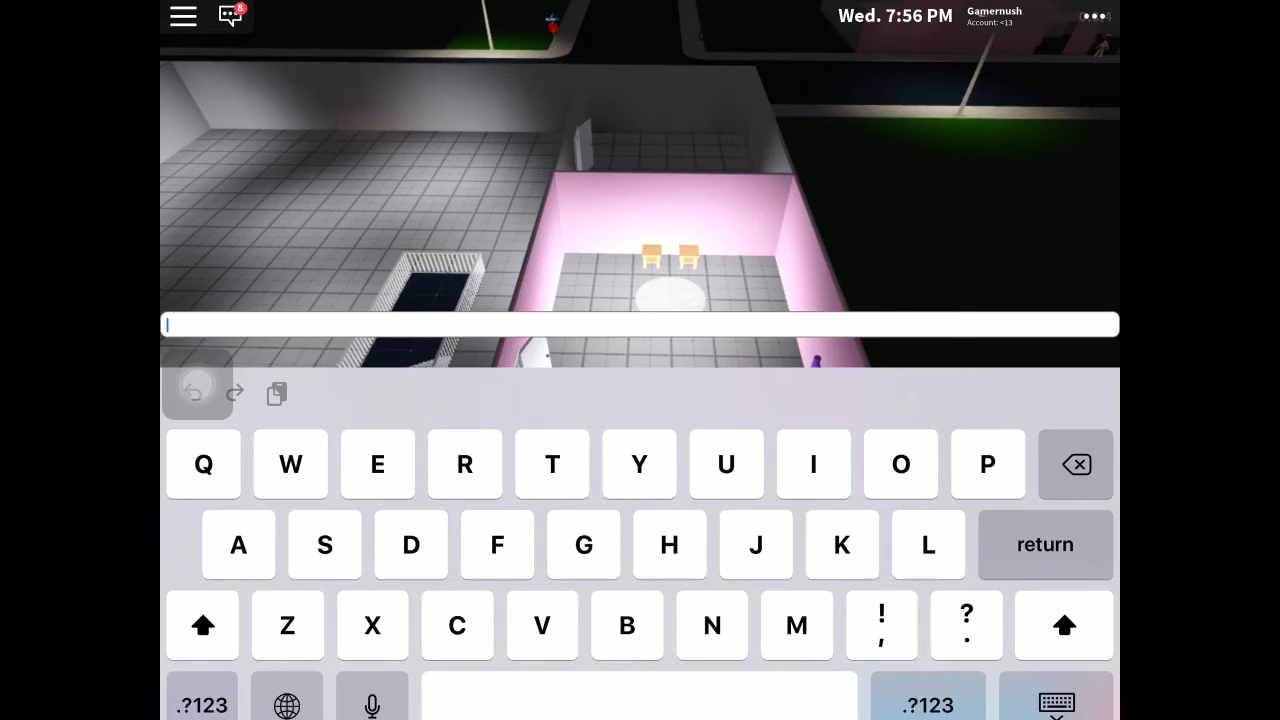 8
Wed. 7:56 PM
Gamernush
Account: <13
Q W E R T Y U I O P
A S D F G H J K L return
Z X C V B N M ! , ? .
.?123 .?123